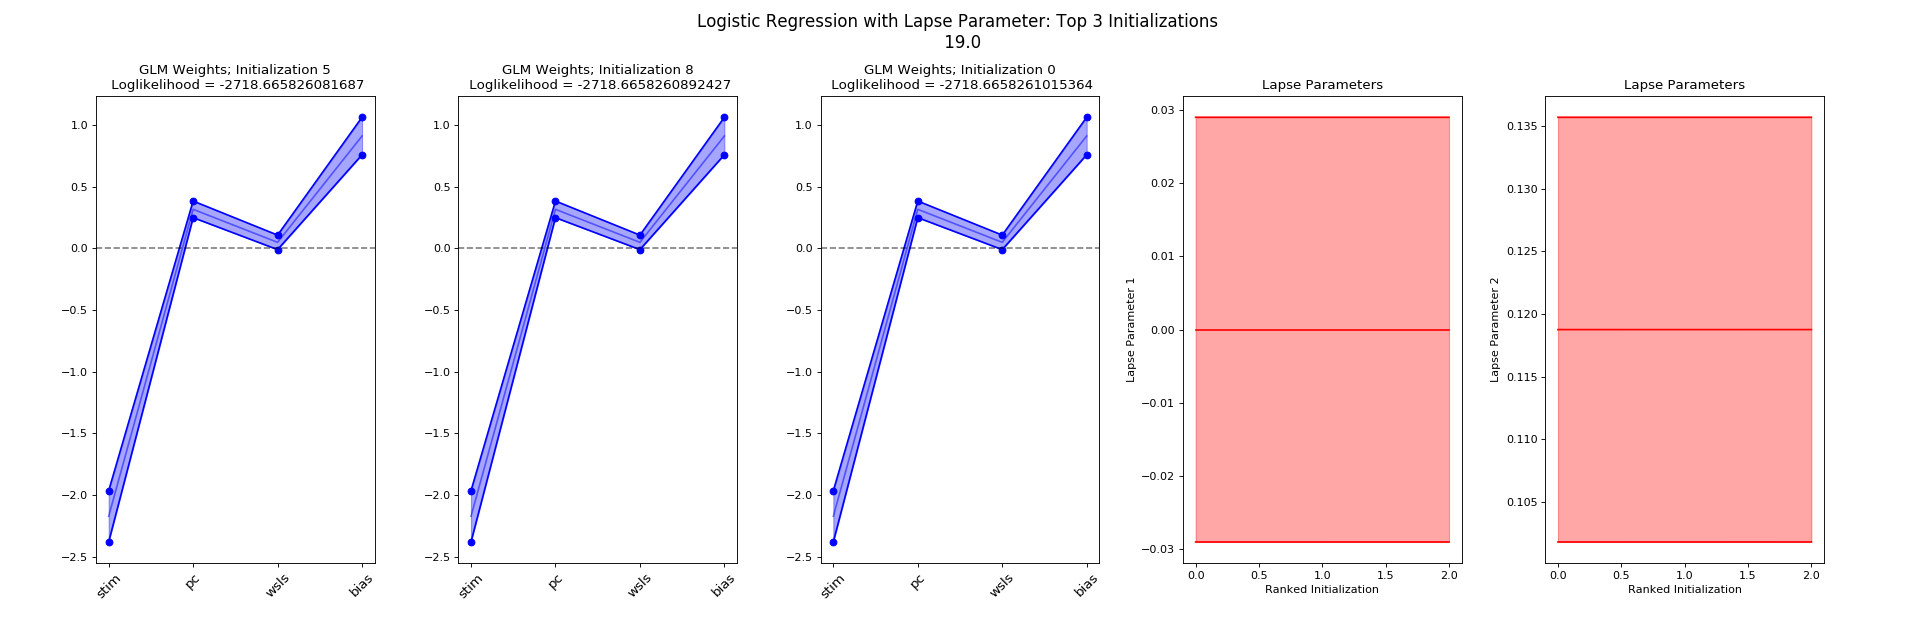 Logistic Regression with Lapse Parameter: Top 3 Initializations
19.0
GLM Weights; Initialization 5
Loglikelihood = -2718.665826081687
1.0
0.5
0.0
−0.5
−1.0
−1.5
−2.0
−2.5
stim
pc
wsls
bias
GLM Weights; Initialization 8
Loglikelihood = -2718.6658260892427
1.0
0.5
0.0
−0.5
−1.0
−1.5
−2.0
−2.5
stim
pc
wsls
bias
GLM Weights; Initialization 0
Loglikelihood = -2718.6658261015364
1.0
0.5
0.0
−0.5
−1.0
−1.5
−2.0
−2.5
stim
pc
wsls
bias
Lapse Parameters
Lapse Parameter 1
0.03
0.02
0.01
0.00
−0.01
−0.02
−0.03
0.0
0.5
1.0
1.5
2.0
Ranked Initialization
Lapse Parameters
Lapse Parameter 2
0.135
0.130
0.125
0.120
0.115
0.110
0.105
0.0
0.5
1.0
1.5
2.0
Ranked Initialization